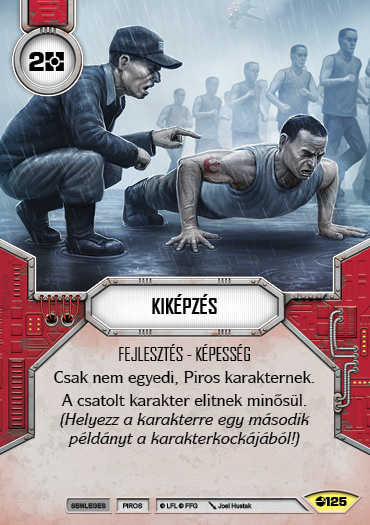 2
KIKÉPZÉS
FEJLESZTÉS - KÉPESSÉG
Csak nem egyedi, Piros karakternek.
A csatolt karakter elitnek minősül.
(Helyezz a karakterre egy második
példányt a karakterkockájából!)
SEMLEGES PIROS © LFL © FFG Joel Hustak 125